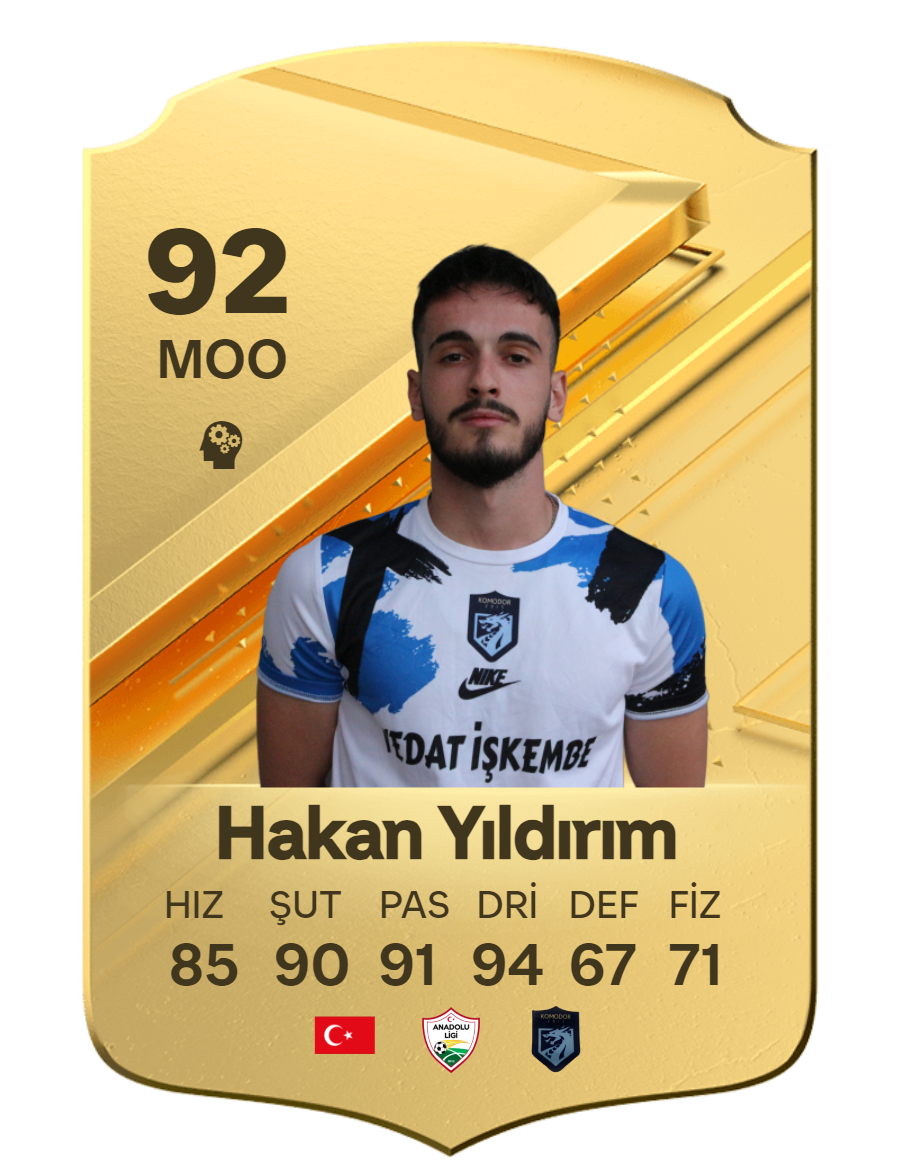 92
MOO
KOMODOR
NIKE
VEDAT İŞKEMBE
Hakan Yıldırım
HIZ ŞUT PAS DRİ DEF FİZ
85 90 91 94 67 71
ANADOLU
LİGİ
KOMODOR